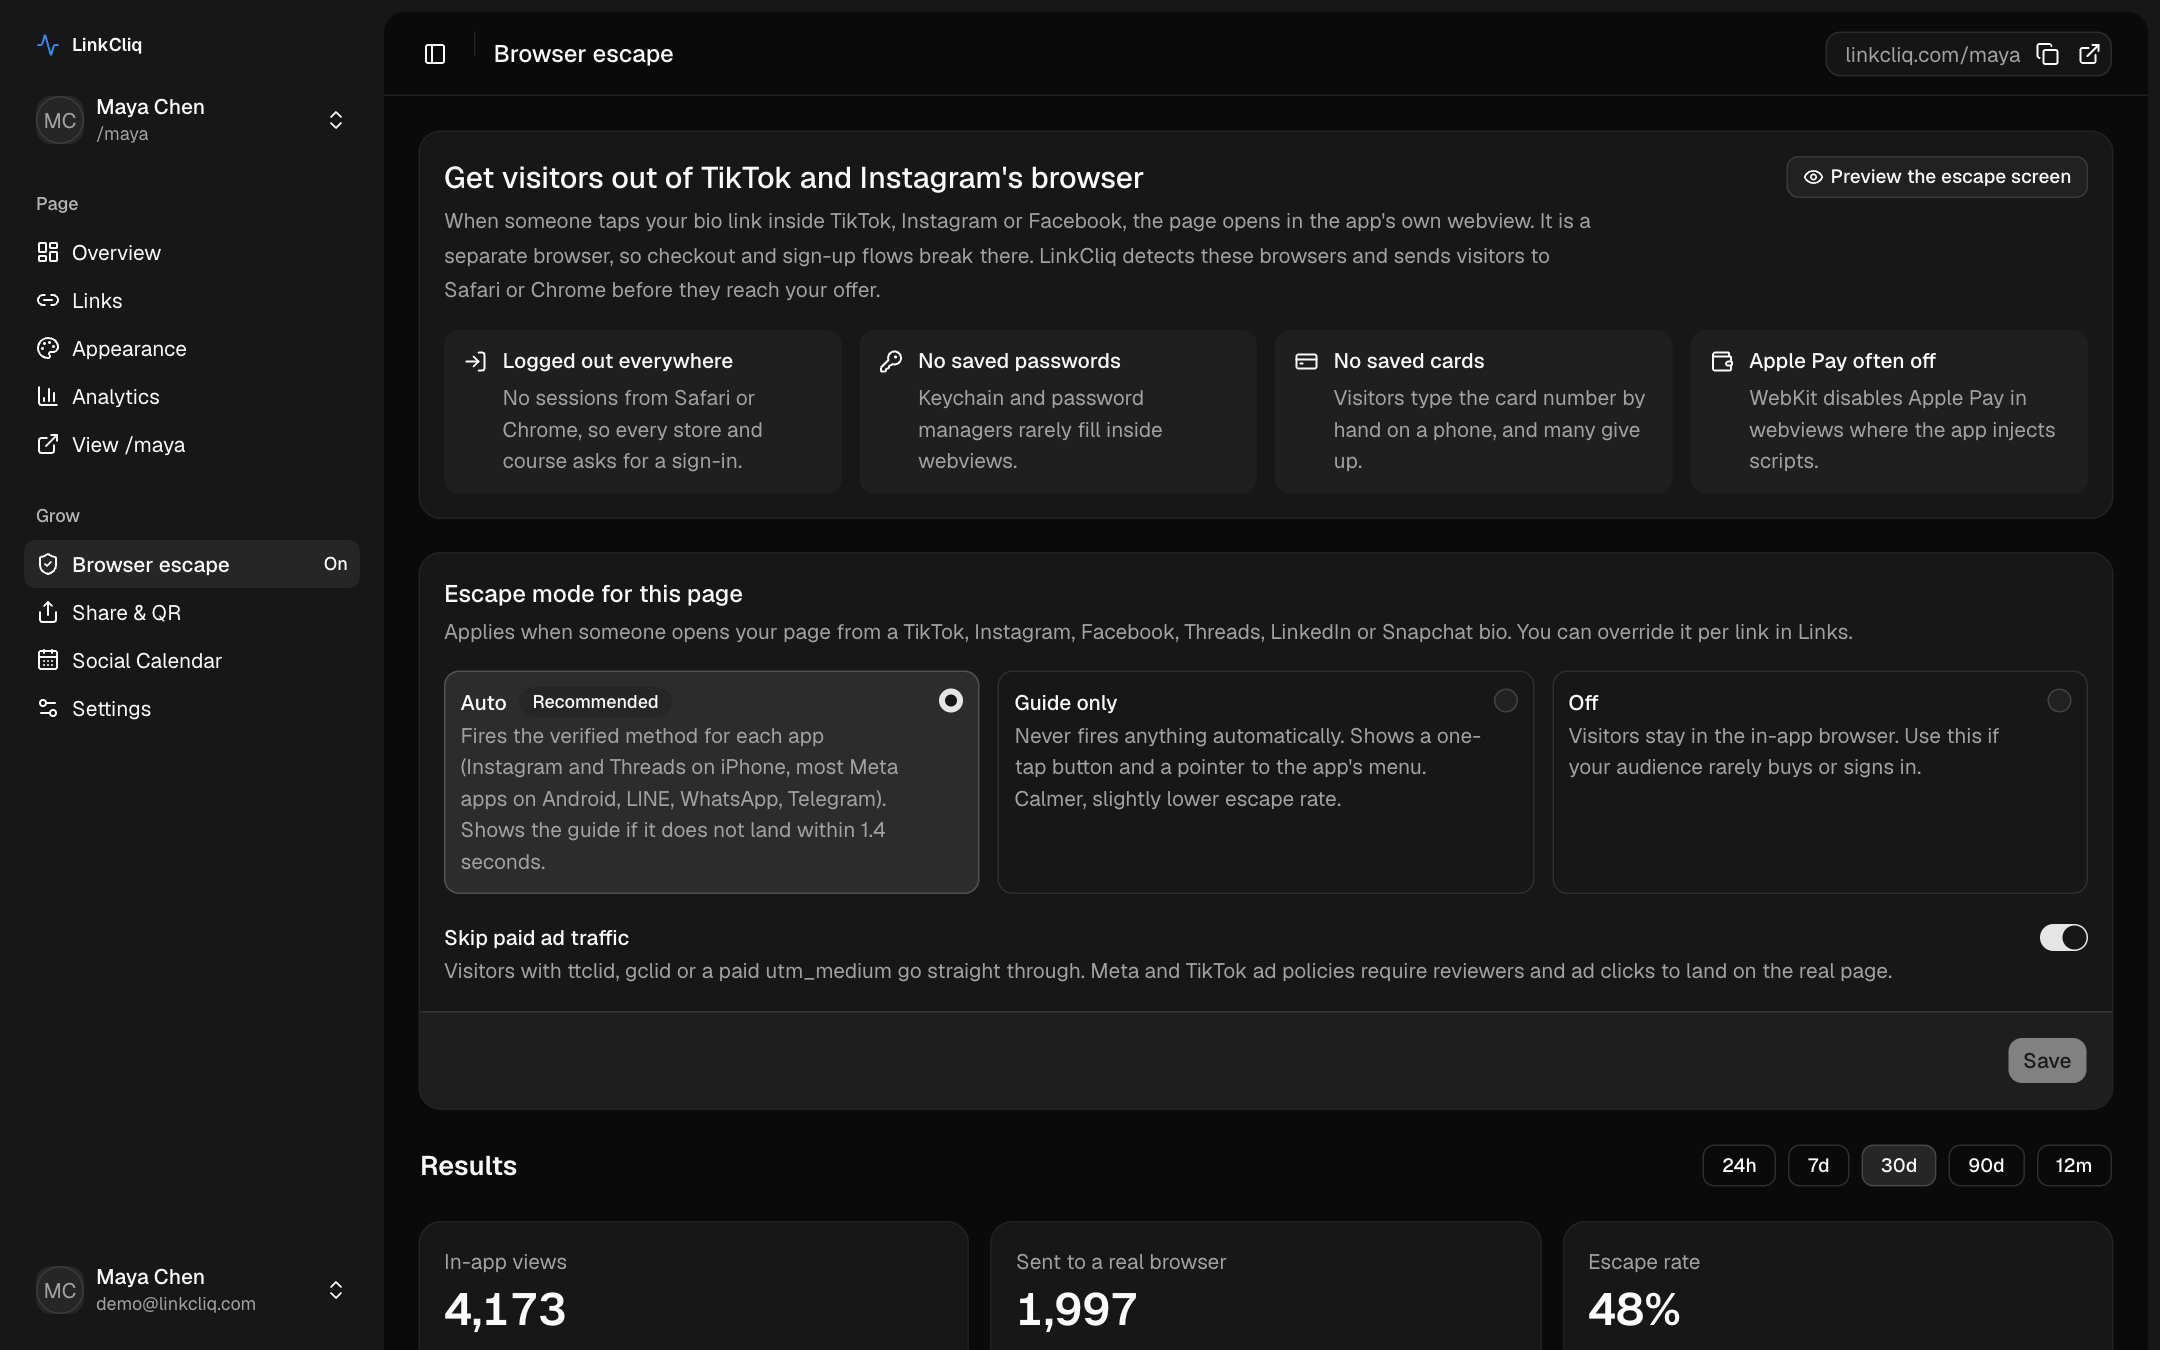 LinkCliq
MC
Maya Chen
/maya
Page
Overview
Links
Appearance
Analytics
View /maya
Grow
Browser escape
On
Share & QR
Social Calendar
Settings
MC
Maya Chen
demo@linkcliq.com
Browser escape
linkcliq.com/maya
Get visitors out of TikTok and Instagram's browser
Preview the escape screen
When someone taps your bio link inside TikTok, Instagram or Facebook, the page opens in the app's own webview. It is a
separate browser, so checkout and sign-up flows break there. LinkCliq detects these browsers and sends visitors to
Safari or Chrome before they reach your offer.
Logged out everywhere
No sessions from Safari or
Chrome, so every store and
course asks for a sign-in.
No saved passwords
Keychain and password
managers rarely fill inside
webviews.
No saved cards
Visitors type the card number by
hand on a phone, and many give
up.
Apple Pay often off
WebKit disables Apple Pay in
webviews where the app injects
scripts.
Escape mode for this page
Applies when someone opens your page from a TikTok, Instagram, Facebook, Threads, LinkedIn or Snapchat bio. You can override it per link in Links.
Auto
Recommended
Fires the verified method for each app
(Instagram and Threads on iPhone, most Meta
apps on Android, LINE, WhatsApp, Telegram).
Shows the guide if it does not land within 1.4
seconds.
Guide only
Never fires anything automatically. Shows a one-
tap button and a pointer to the app's menu.
Calmer, slightly lower escape rate.
Off
Visitors stay in the in-app browser. Use this if
your audience rarely buys or signs in.
Skip paid ad traffic
Visitors with ttclid, gclid or a paid utm_medium go straight through. Meta and TikTok ad policies require reviewers and ad clicks to land on the real page.
Save
Results
24h
7d
30d
90d
12m
In-app views
4,173
Sent to a real browser
1,997
Escape rate
48%